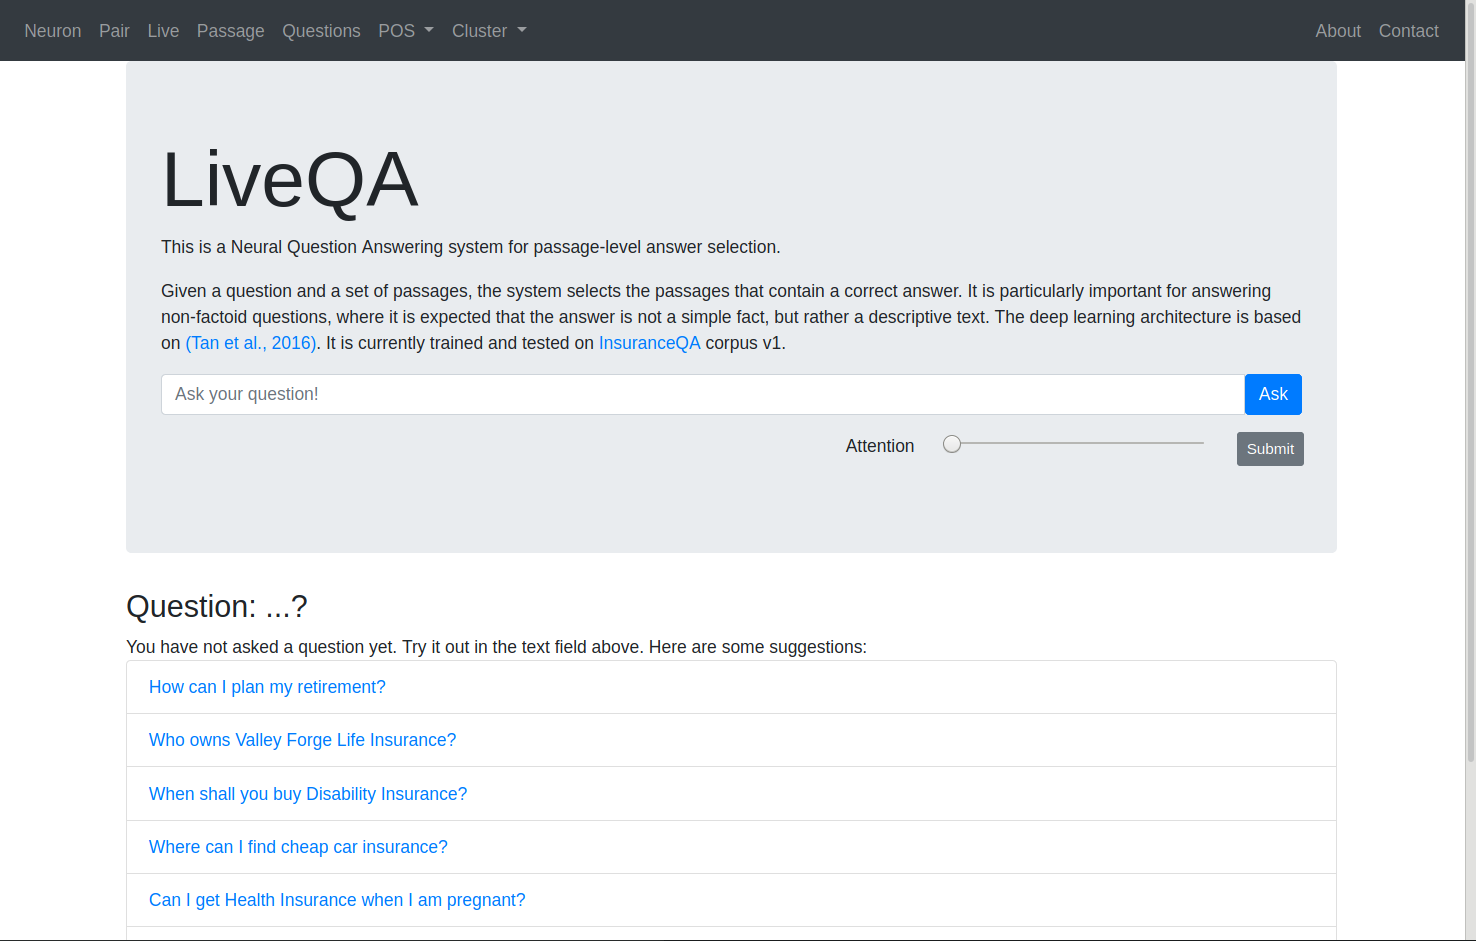 Neuron Pair Live Passage Questions POS Cluster About Contact
LiveQA
This is a Neural Question Answering system for passage-level answer selection.
Given a question and a set of passages, the system selects the passages that contain a correct answer. It is particularly important for answering
non-factoid questions, where it is expected that the answer is not a simple fact, but rather a descriptive text. The deep learning architecture is based
on (Tan et al., 2016). It is currently trained and tested on InsuranceQA corpus v1.
Ask your question! Ask
Attention Submit
Question: ...?
You have not asked a question yet. Try it out in the text field above. Here are some suggestions:
How can I plan my retirement?
Who owns Valley Forge Life Insurance?
When shall you buy Disability Insurance?
Where can I find cheap car insurance?
Can I get Health Insurance when I am pregnant?